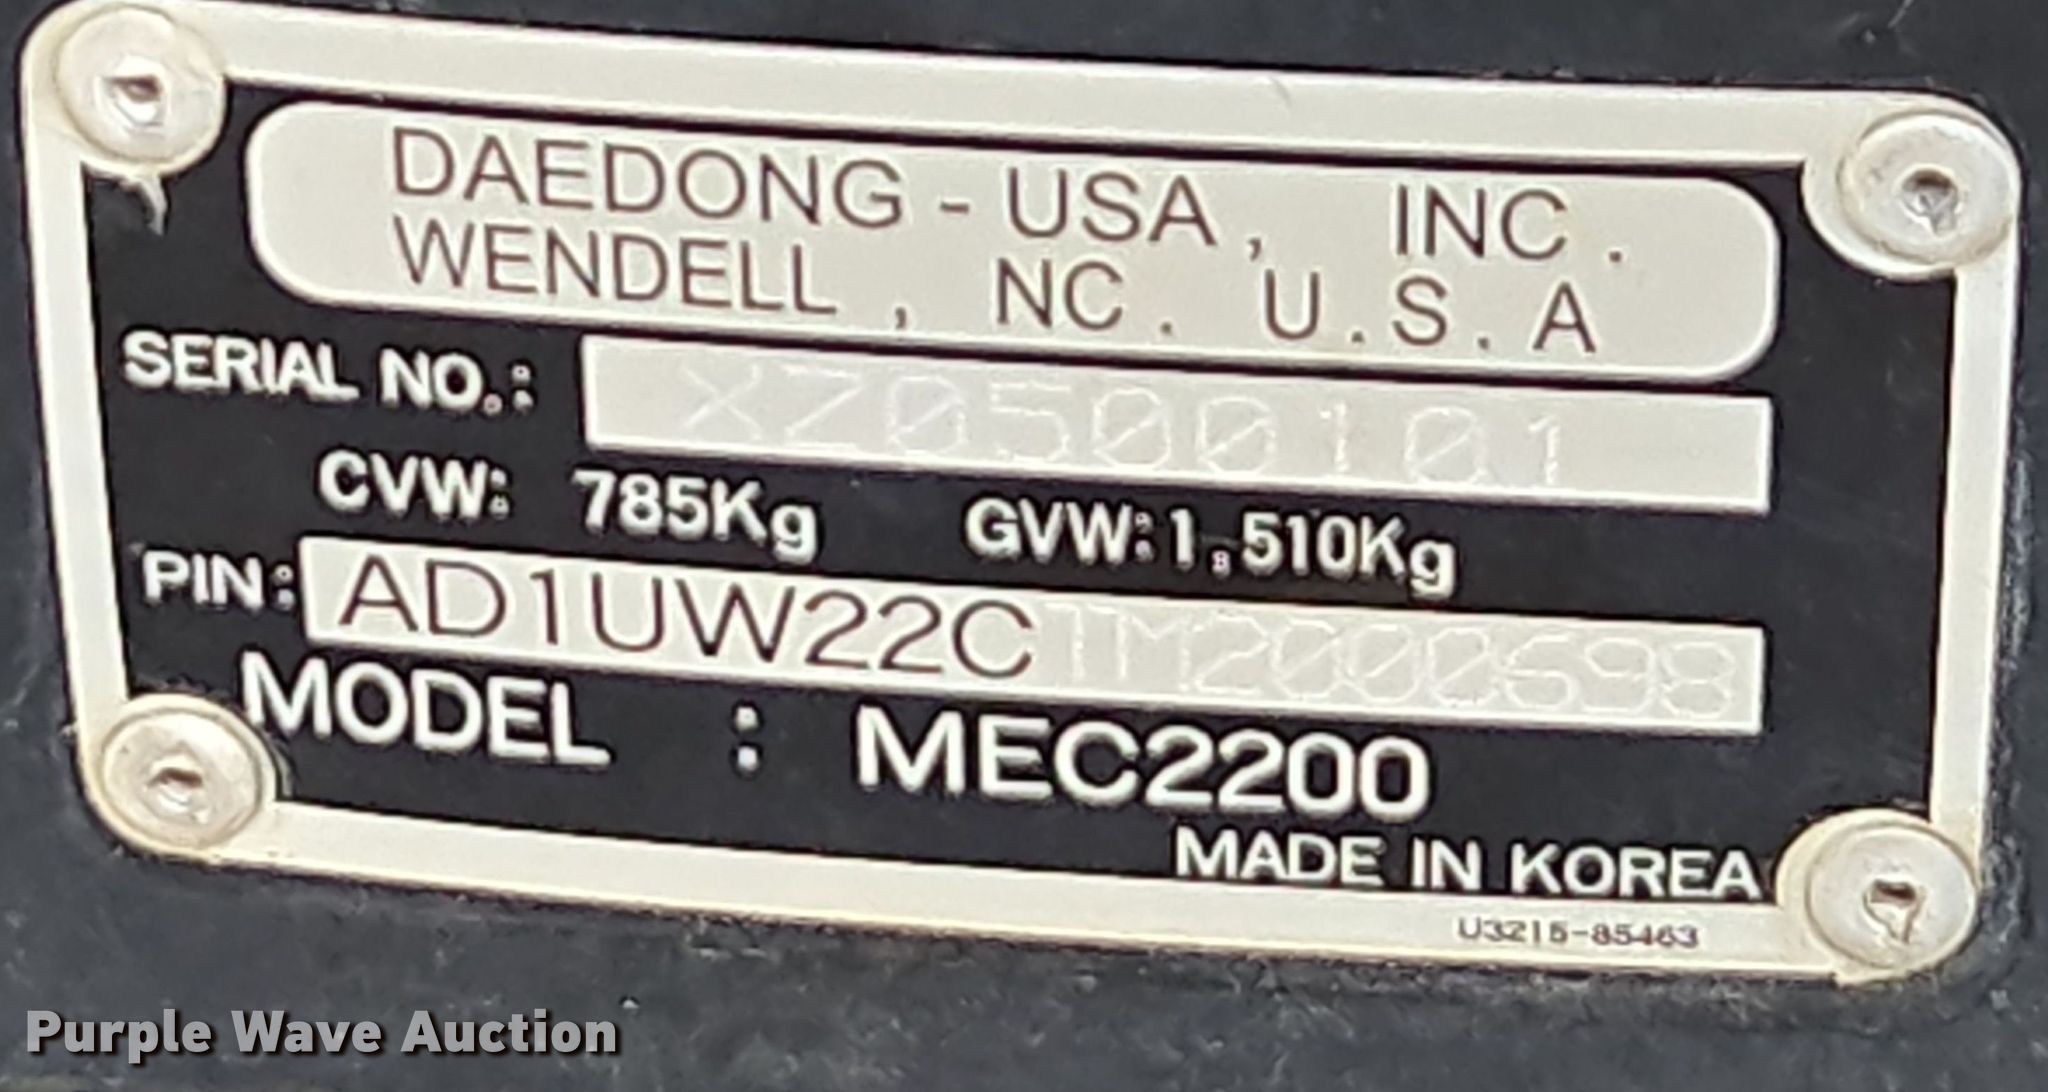 DAEDONG - USA, INC.
WENDELL, NC. U.S.A
SERIAL NO.: XZ0500101
CVW: 785Kg GVW: 1,510Kg
PIN: AD1UW22CTM2000698
MODEL : MEC2200
MADE IN KOREA
U3215-85463
Purple Wave Auction